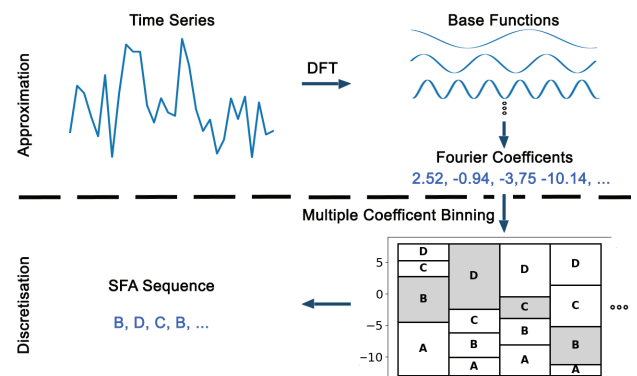 Time Series
Base Functions
Approximation
DFT
Fourier Coefficents
2.52, -0.94, -3,75 -10.14, ...
Multiple Coefficent Binning
Discretisation
SFA Sequence
B, D, C, B, ...
5
0
−5
−10
D
C
B
A
D
C
B
A
D
C
B
A
D
C
B
A